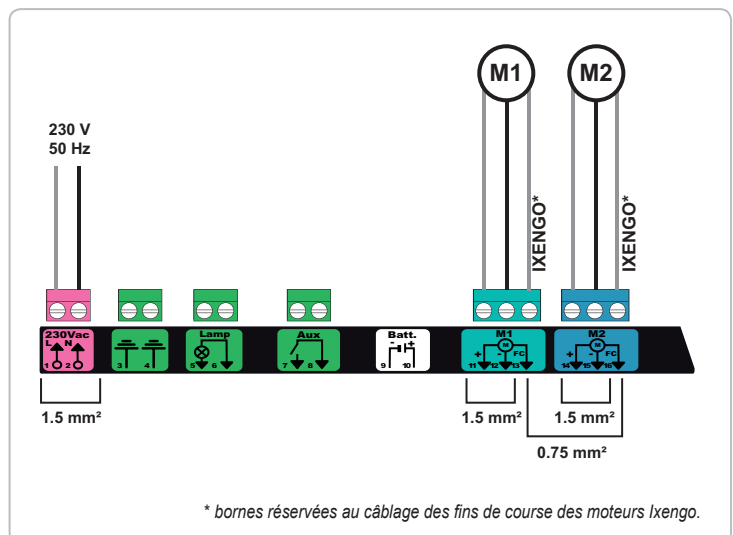 M1 M2
230 V
50 Hz
IXENGO*
IXENGO*
230Vac Lamp Aux Batt. M1 M2
L N M M
+ - FC + - FC
- +
1 2 3 4 5 6 7 8 9 10 11 12 13 14 15 16
1.5 mm² 1.5 mm² 1.5 mm²
0.75 mm²
* bornes réservées au câblage des fins de course des moteurs Ixengo.